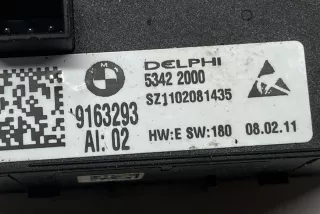 DELPHI
5342 2000
SZ1102081435
9163293
AI. 02
HW:E SW:180 08.02.11